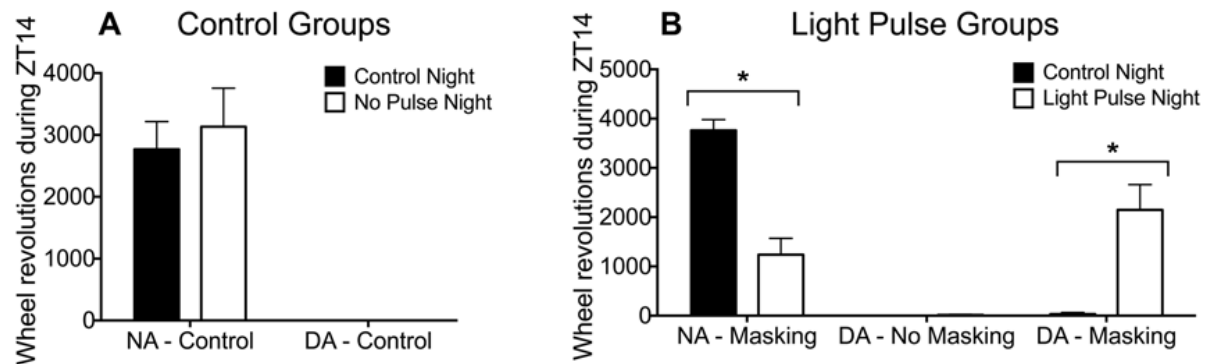 A Control Groups
Wheel revolutions during ZT14
4000
3000
2000
1000
0
Control Night
No Pulse Night
NA - Control
DA - Control
B Light Pulse Groups
Wheel revolutions during ZT14
5000
4000
3000
2000
1000
0
Control Night
Light Pulse Night
*
*
NA - Masking
DA - No Masking
DA - Masking